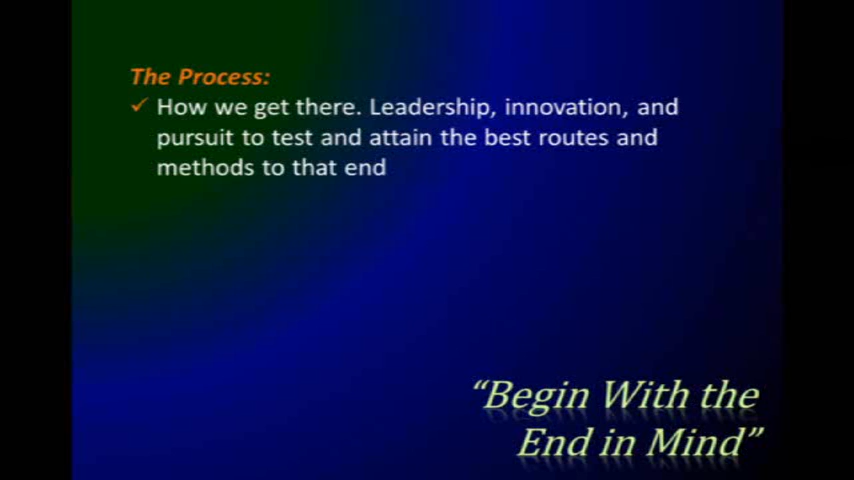 The Process:
✓ How we get there. Leadership, innovation, and
pursuit to test and attain the best routes and
methods to that end
“Begin With the
End in Mind”